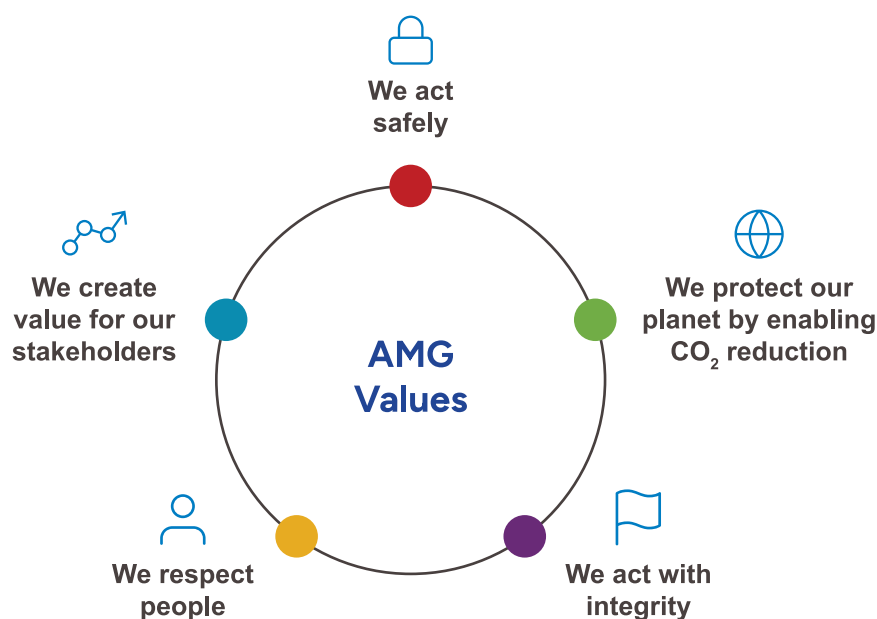 We act
safely
We create
value for our
stakeholders
We protect our
planet by enabling
CO₂ reduction
AMG
Values
We respect
people
We act with
integrity